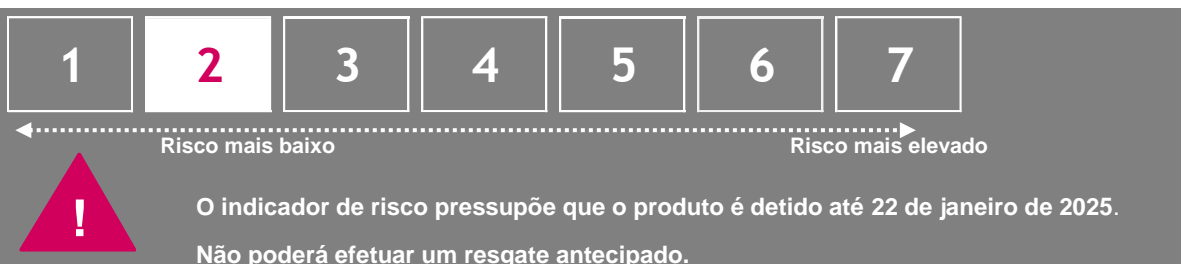 1 2 3 4 5 6 7
Risco mais baixo Risco mais elevado
! O indicador de risco pressupõe que o produto é detido até 22 de janeiro de 2025.
Não poderá efetuar um resgate antecipado.